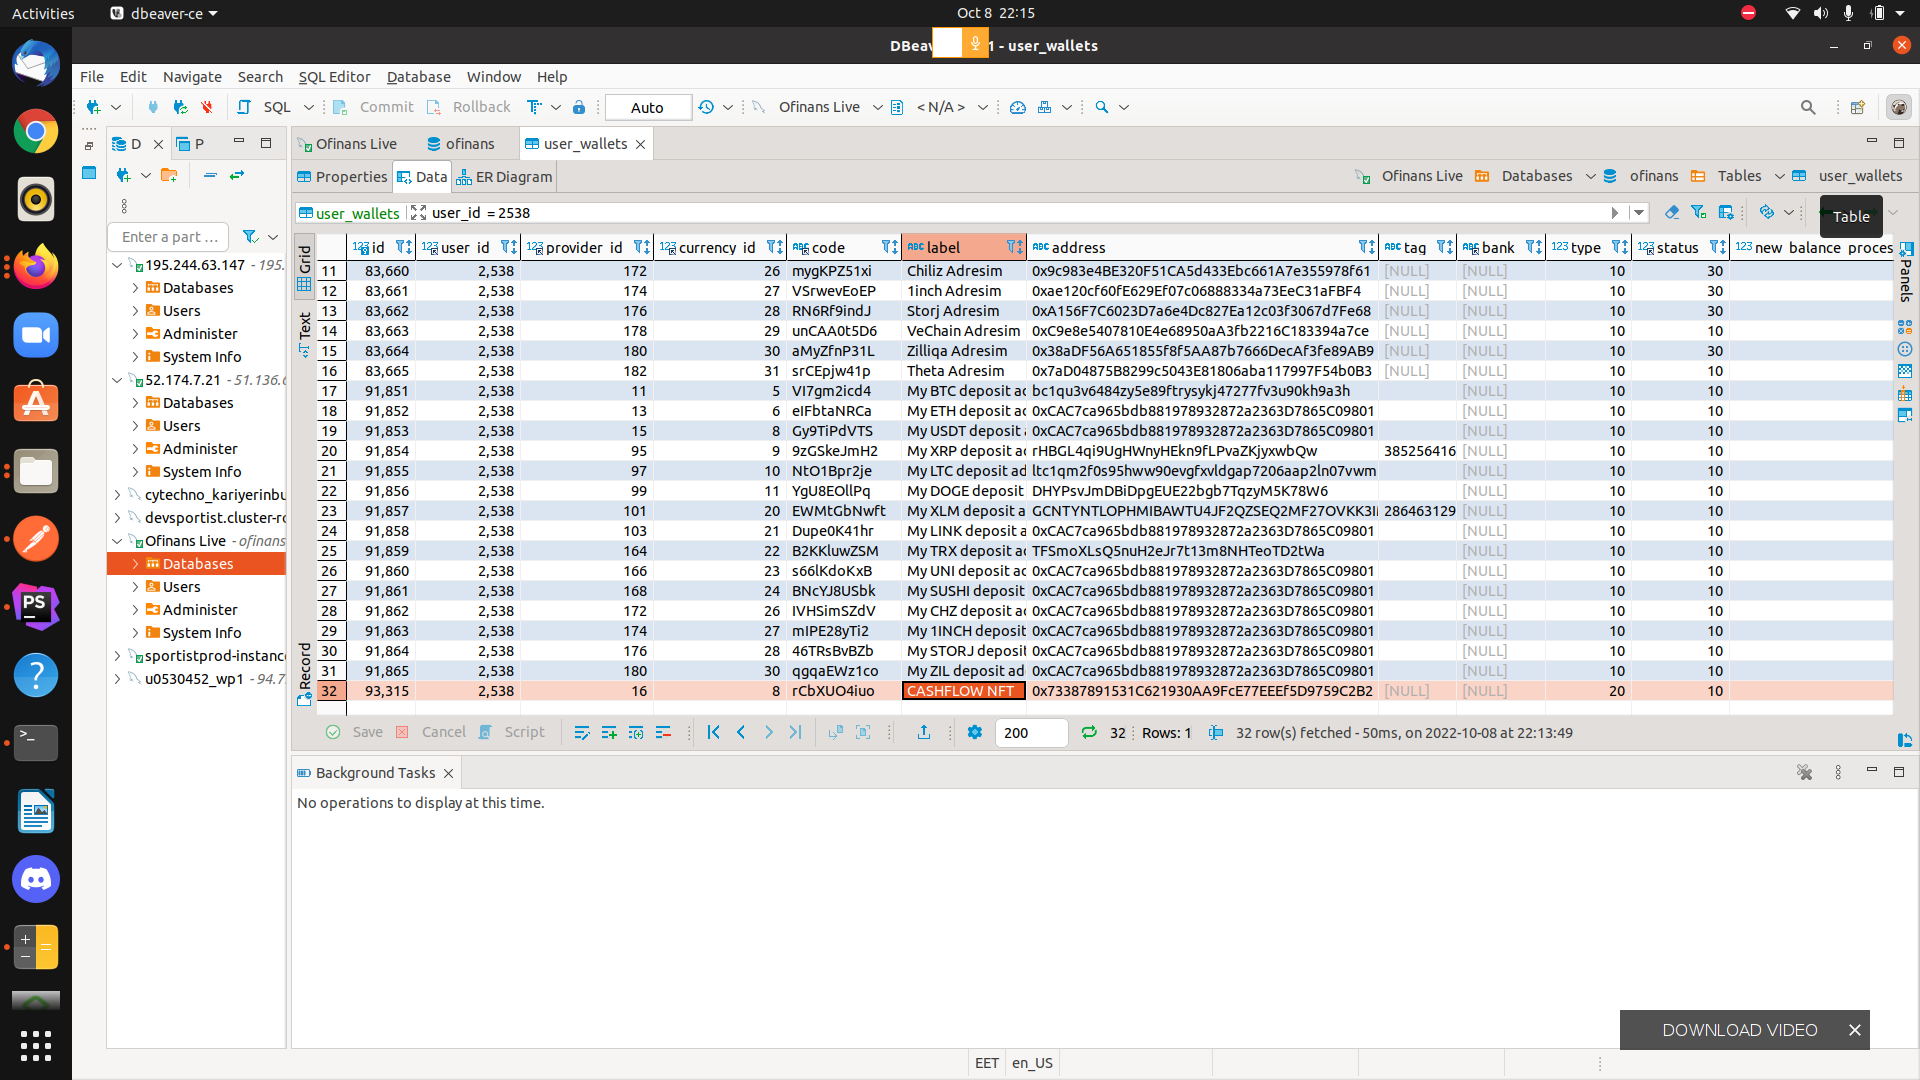 Activities dbeaver-ce Oct 8 22:15
DBeav 1 - user_wallets
File Edit Navigate Search SQL Editor Database Window Help
SQL Commit Rollback Auto Ofinans Live < N/A >
D P Ofinans Live ofinans user_wallets
Properties Data ER Diagram Ofinans Live Databases ofinans Tables user_wallets
user_wallets user_id = 2538
Table
Enter a part ...
195.244.63.147 - 195.
Databases
Users
Administer
System Info
52.174.7.21 - 51.136.
Databases
Users
Administer
System Info
cytechno_kariyerinbu
devsportist.cluster-ro
Ofinans Live - ofinans
Databases
Users
Administer
System Info
sportistprod-instance
u0530452_wp1 - 94.7
Grid
Text
Record
Panels
id user_id provider_id currency_id code label address tag bank type status new_balance_proces
11 83,660 2,538 172 26 mygKPZ51xi Chiliz Adresim 0x9c983e4BE320F51CA5d433Ebc661A7e355978f61 [NULL] [NULL] 10 30
12 83,661 2,538 174 27 VSrwevEoEP 1inch Adresim 0xae120cf60fE629Ef07c06888334a73EeC31aFBF4 [NULL] [NULL] 10 30
13 83,662 2,538 176 28 RN6Rf9indJ Storj Adresim 0xA156F7C6023D7a6e4Dc827Ea12c03f3067d7Fe68 [NULL] [NULL] 10 30
14 83,663 2,538 178 29 unCAA0t5D6 VeChain Adresim 0xC9e8e5407810E4e68950aA3fb2216C183394a7ce [NULL] [NULL] 10 10
15 83,664 2,538 180 30 aMyZfnP31L Zilliqa Adresim 0x38aDF56A651855f8f5AA87b7666DecAf3fe89AB9 [NULL] [NULL] 10 30
16 83,665 2,538 182 31 srCEpjw41p Theta Adresim 0x7aD04875B8299c5043E81806aba117997F54b0B3 [NULL] [NULL] 10 10
17 91,851 2,538 11 5 VI7gm2icd4 My BTC deposit ac bc1qu3v6484zy5e89ftrysykj47277fv3u90kh9a3h [NULL] 10 10
18 91,852 2,538 13 6 eIFbtaNRCa My ETH deposit ac 0xCAC7ca965bdb881978932872a2363D7865C09801 [NULL] 10 10
19 91,853 2,538 15 8 Gy9TiPdVTS My USDT deposit a 0xCAC7ca965bdb881978932872a2363D7865C09801 [NULL] 10 10
20 91,854 2,538 95 9 9zGSkeJmH2 My XRP deposit ad rHBGL4qi9UgHWnyHEkn9fLPvaZKjyxwbQw 385256416 [NULL] 10 10
21 91,855 2,538 97 10 NtO1Bpr2je My LTC deposit ad ltc1qm2f0s95hww90evgfxvldgap7206aap2ln07vwm [NULL] 10 10
22 91,856 2,538 99 11 YgU8EOllPq My DOGE deposit DHYPsvJmDBiDpgEUE22bgb7TqzyM5K78W6 [NULL] 10 10
23 91,857 2,538 101 20 EWMtGbNwft My XLM deposit a GCNTYNTLOPHMIBAWTU4JF2QZSEQ2MF27OVKK3I 286463129 [NULL] 10 10
24 91,858 2,538 103 21 Dupe0K41hr My LINK deposit a 0xCAC7ca965bdb881978932872a2363D7865C09801 [NULL] 10 10
25 91,859 2,538 164 22 B2KKluwZSM My TRX deposit ac TFSmoXLsQ5nuH2eJr7t13m8NHTeoTD2tWa [NULL] 10 10
26 91,860 2,538 166 23 s66lKdoKxB My UNI deposit ad 0xCAC7ca965bdb881978932872a2363D7865C09801 [NULL] 10 10
27 91,861 2,538 168 24 BNcYJ8USbk My SUSHI deposit 0xCAC7ca965bdb881978932872a2363D7865C09801 [NULL] 10 10
28 91,862 2,538 172 26 IVHSimSZdV My CHZ deposit ac 0xCAC7ca965bdb881978932872a2363D7865C09801 [NULL] 10 10
29 91,863 2,538 174 27 mIPE28yTi2 My 1INCH deposit 0xCAC7ca965bdb881978932872a2363D7865C09801 [NULL] 10 10
30 91,864 2,538 176 28 46TRsBvBZb My STORJ deposit 0xCAC7ca965bdb881978932872a2363D7865C09801 [NULL] 10 10
31 91,865 2,538 180 30 qgqaEWz1co My ZIL deposit ad 0xCAC7ca965bdb881978932872a2363D7865C09801 [NULL] 10 10
32 93,315 2,538 16 8 rCbXUO4iuo CASHFLOW NFT 0x73387891531C621930AA9FcE77EEEf5D9759C2B2 [NULL] [NULL] 20 10
Save Cancel Script 200 32 Rows: 1 32 row(s) fetched - 50ms, on 2022-10-08 at 22:13:49
Background Tasks
No operations to display at this time.
DOWNLOAD VIDEO
EET en_US